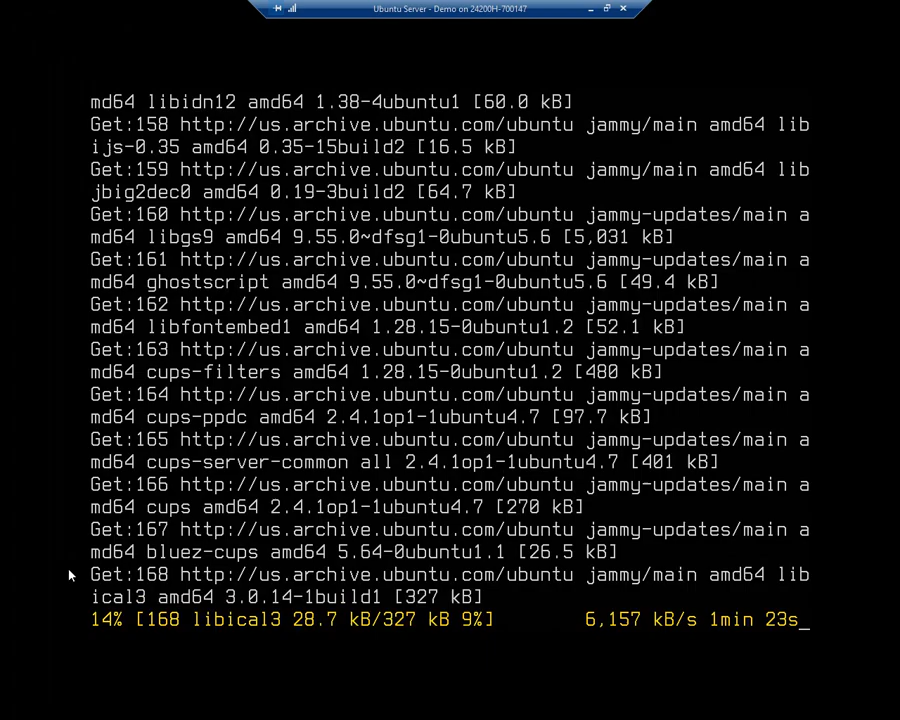 Ubuntu Server - Demo on 24200H-700147
md64 libidn12 amd64 1.38-4ubuntu1 [60.0 kB]
Get:158 http://us.archive.ubuntu.com/ubuntu jammy/main amd64 lib
ijs-0.35 amd64 0.35-15build2 [16.5 kB]
Get:159 http://us.archive.ubuntu.com/ubuntu jammy/main amd64 lib
jbig2dec0 amd64 0.19-3build2 [64.7 kB]
Get:160 http://us.archive.ubuntu.com/ubuntu jammy-updates/main a
md64 libgs9 amd64 9.55.0~dfsg1-0ubuntu5.6 [5,031 kB]
Get:161 http://us.archive.ubuntu.com/ubuntu jammy-updates/main a
md64 ghostscript amd64 9.55.0~dfsg1-0ubuntu5.6 [49.4 kB]
Get:162 http://us.archive.ubuntu.com/ubuntu jammy-updates/main a
md64 libfontembed1 amd64 1.28.15-0ubuntu1.2 [52.1 kB]
Get:163 http://us.archive.ubuntu.com/ubuntu jammy-updates/main a
md64 cups-filters amd64 1.28.15-0ubuntu1.2 [480 kB]
Get:164 http://us.archive.ubuntu.com/ubuntu jammy-updates/main a
md64 cups-ppdc amd64 2.4.1op1-1ubuntu4.7 [97.7 kB]
Get:165 http://us.archive.ubuntu.com/ubuntu jammy-updates/main a
md64 cups-server-common all 2.4.1op1-1ubuntu4.7 [401 kB]
Get:166 http://us.archive.ubuntu.com/ubuntu jammy-updates/main a
md64 cups amd64 2.4.1op1-1ubuntu4.7 [270 kB]
Get:167 http://us.archive.ubuntu.com/ubuntu jammy-updates/main a
md64 bluez-cups amd64 5.64-0ubuntu1.1 [26.5 kB]
Get:168 http://us.archive.ubuntu.com/ubuntu jammy/main amd64 lib
ical3 amd64 3.0.14-1build1 [327 kB]
14% [168 libical3 28.7 kB/327 kB 9%] 6,157 kB/s 1min 23s_